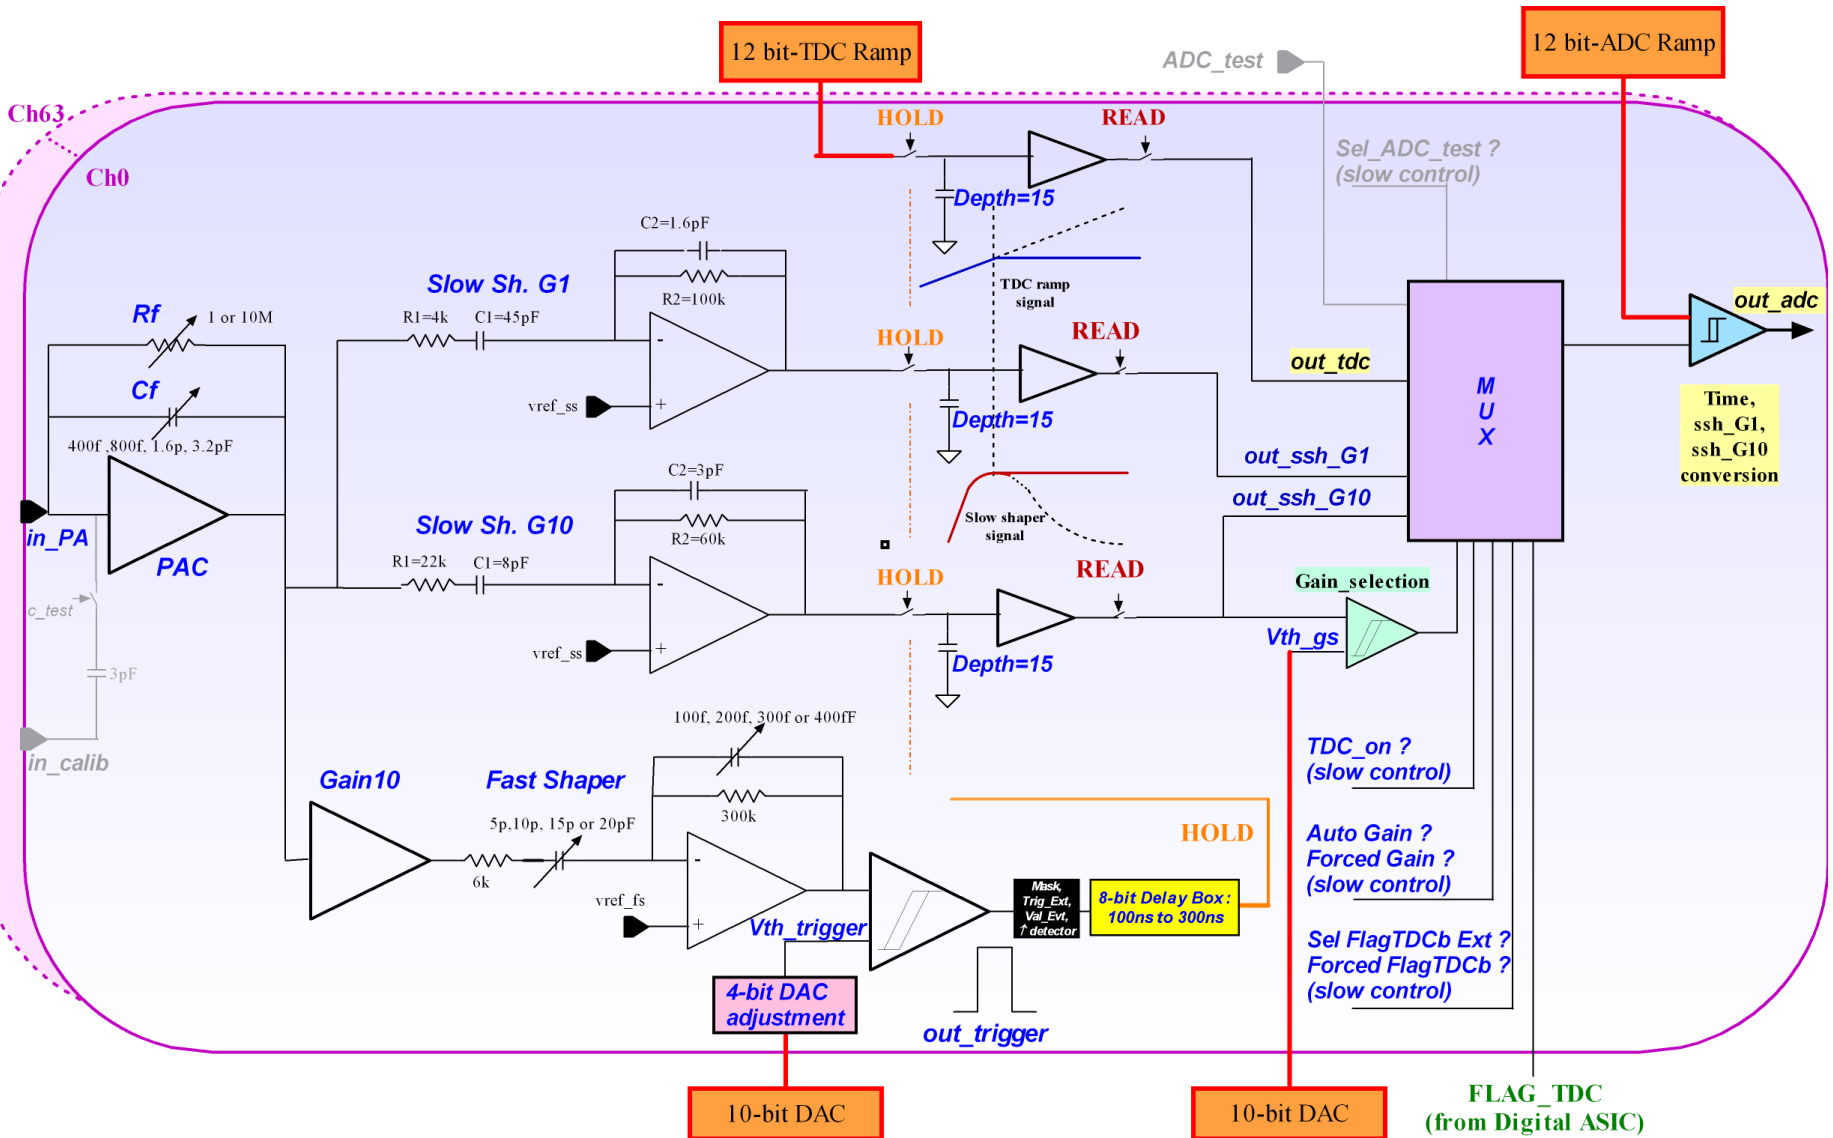 12 bit-TDC Ramp
12 bit-ADC Ramp
ADC_test
Ch63
Ch0
HOLD
READ
Sel_ADC_test ?
(slow control)
Depth=15
C2=1.6pF
R2=100k
Slow Sh. G1
R1=4k
C1=45pF
TDC ramp
signal
Rf
1 or 10M
Cf
400f ,800f, 1.6p, 3.2pF
HOLD
READ
out_tdc
out_adc
M
U
X
Time,
ssh_G1,
ssh_G10
conversion
vref_ss
-
+
Depth=15
out_ssh_G1
out_ssh_G10
C2=3pF
R2=60k
Slow Sh. G10
R1=22k
C1=8pF
Slow shaper
signal
in_PA
PAC
c_test
3pF
in_calib
HOLD
READ
Gain_selection
Vth_gs
vref_ss
-
+
Depth=15
100f, 200f, 300f or 400fF
300k
Gain10
Fast Shaper
5p,10p, 15p or 20pF
6k
vref_fs
-
+
Vth_trigger
HOLD
Mask,
Trig_Ext,
Val_Evt,
↑ detector
8-bit Delay Box :
100ns to 300ns
TDC_on ?
(slow control)
Auto Gain ?
Forced Gain ?
(slow control)
Sel FlagTDCb Ext ?
Forced FlagTDCb ?
(slow control)
4-bit DAC
adjustment
out_trigger
10-bit DAC
10-bit DAC
FLAG_TDC
(from Digital ASIC)